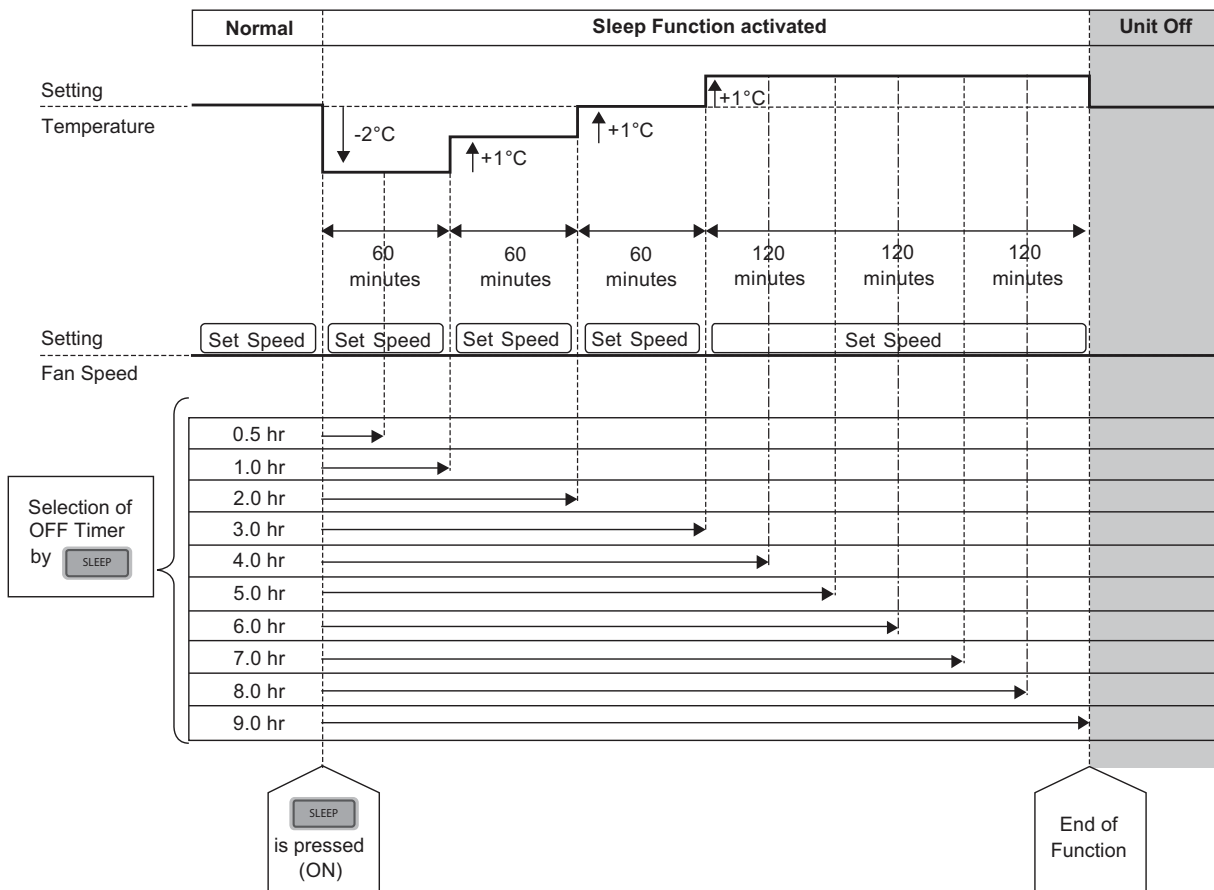 Normal
Sleep Function activated
Unit Off
Setting
Temperature
-2°C
+1°C
+1°C
+1°C
60
minutes
60
minutes
60
minutes
120
minutes
120
minutes
120
minutes
Setting
Fan Speed
Set Speed
Set Speed
Set Speed
Set Speed
Set Speed
Selection of
OFF Timer
by SLEEP
0.5 hr
1.0 hr
2.0 hr
3.0 hr
4.0 hr
5.0 hr
6.0 hr
7.0 hr
8.0 hr
9.0 hr
SLEEP
is pressed
(ON)
End of
Function